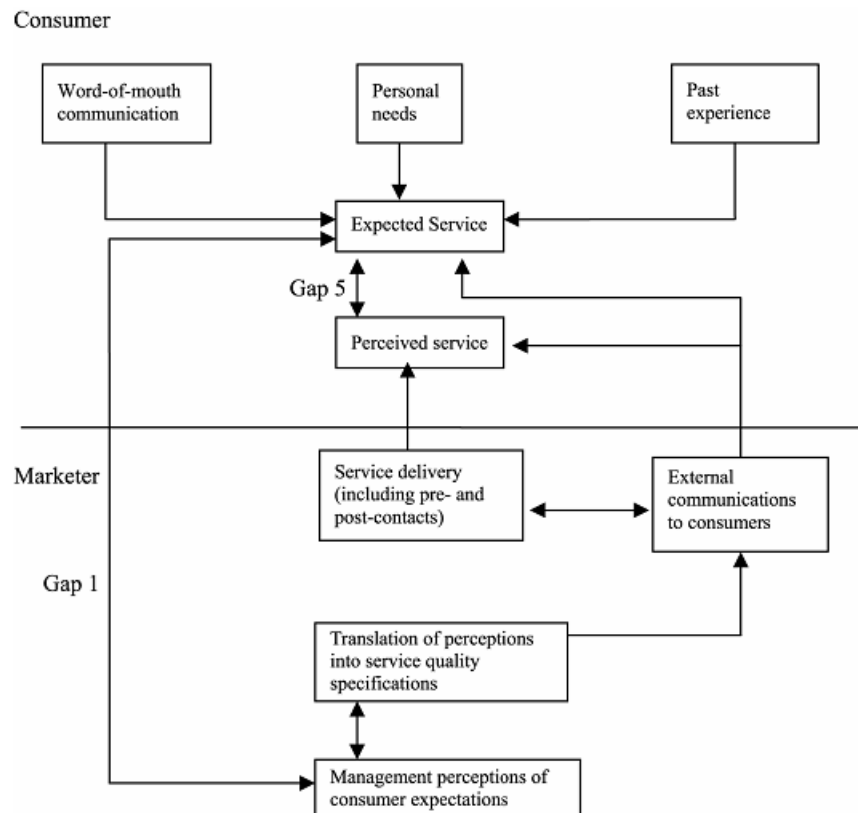 Consumer
Word-of-mouth
communication
Personal
needs
Past
experience
Expected Service
Gap 5
Perceived service
Marketer
Service delivery
(including pre- and
post-contacts)
External
communications
to consumers
Gap 1
Translation of perceptions
into service quality
specifications
Management perceptions of
consumer expectations